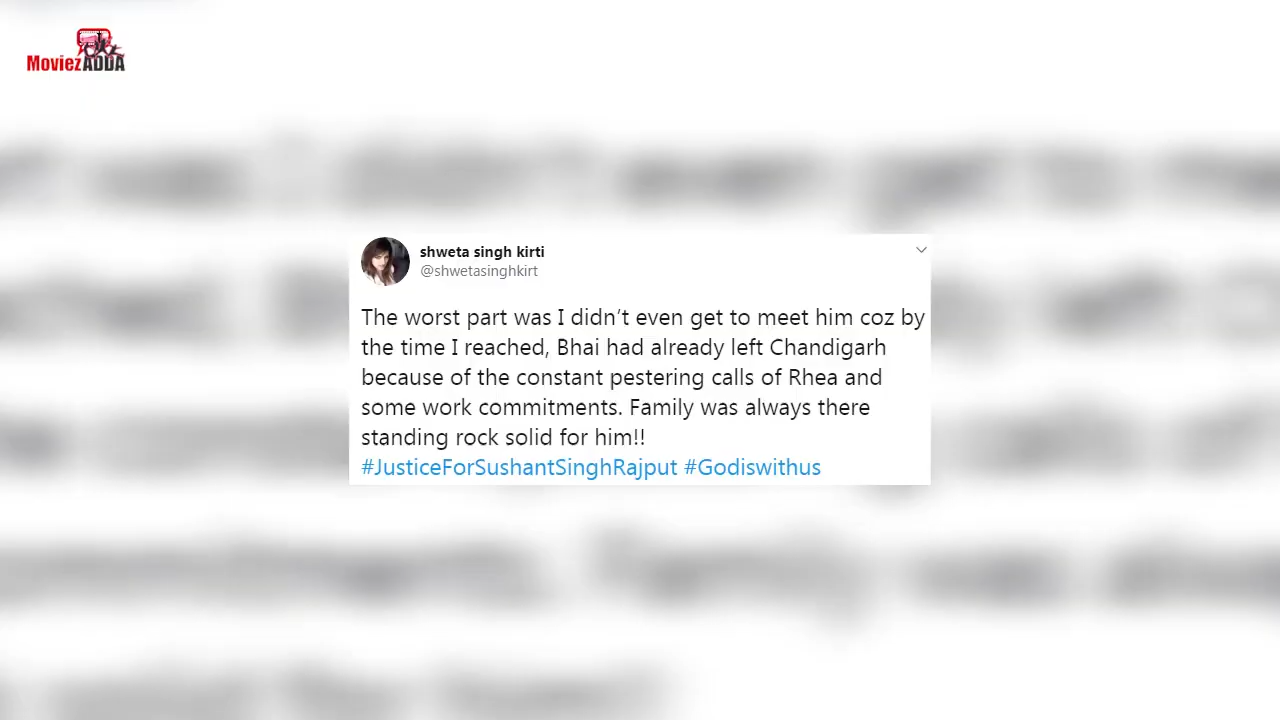 MoviezADDA
shweta singh kirti
@shwetasinghkirt
The worst part was I didn’t even get to meet him coz by
the time I reached, Bhai had already left Chandigarh
because of the constant pestering calls of Rhea and
some work commitments. Family was always there
standing rock solid for him!!
#JusticeForSushantSinghRajput #Godiswithus